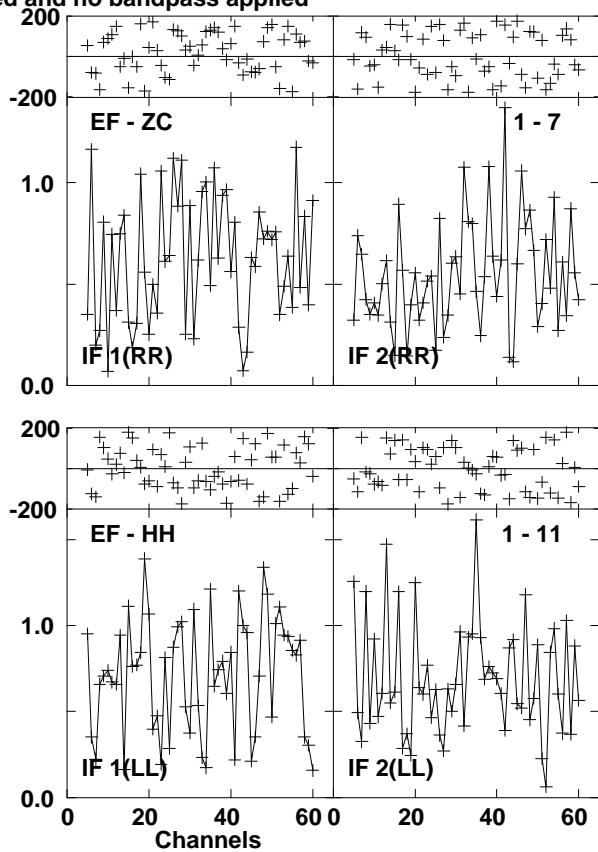 ed and no bandpass applied
200
-200
EF - ZC
1 - 7
1.0
IF 1(RR)
IF 2(RR)
0.0
200
-200
EF - HH
1 - 11
1.0
IF 1(LL)
IF 2(LL)
0.0
0 20 40 60 0 20 40 60
Channels